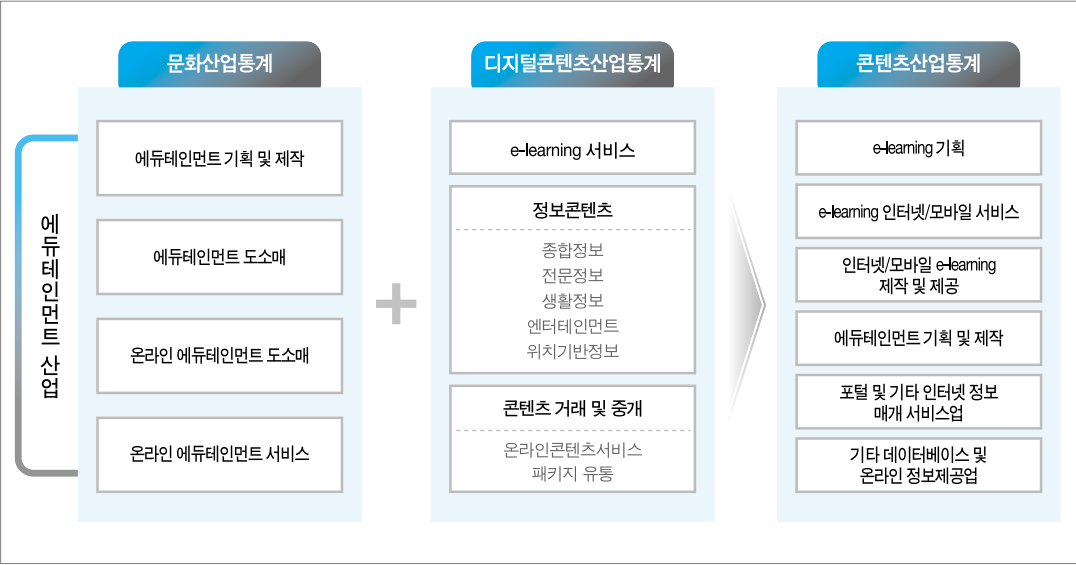 문화산업통계
디지털콘텐츠산업통계
콘텐츠산업통계
에듀테인먼트 산업
에듀테인먼트 기획 및 제작
에듀테인먼트 도소매
온라인 에듀테인먼트 도소매
온라인 에듀테인먼트 서비스
+
e-learning 서비스
정보콘텐츠
종합정보
전문정보
생활정보
엔터테인먼트
위치기반정보
콘텐츠 거래 및 중개
온라인콘텐츠서비스
패키지 유통
e-learning 기획
e-learning 인터넷/모바일 서비스
인터넷/모바일 e-learning
제작 및 제공
에듀테인먼트 기획 및 제작
포털 및 기타 인터넷 정보
매개 서비스업
기타 데이터베이스 및
온라인 정보제공업